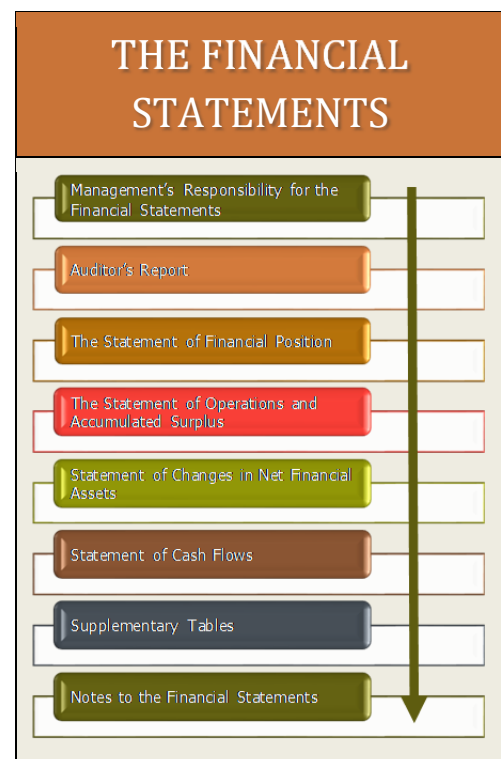 THE FINANCIAL
STATEMENTS
Management's Responsibility for the
Financial Statements
Auditor's Report
The Statement of Financial Position
The Statement of Operations and
Accumulated Surplus
Statement of Changes in Net Financial
Assets
Statement of Cash Flows
Supplementary Tables
Notes to the Financial Statements